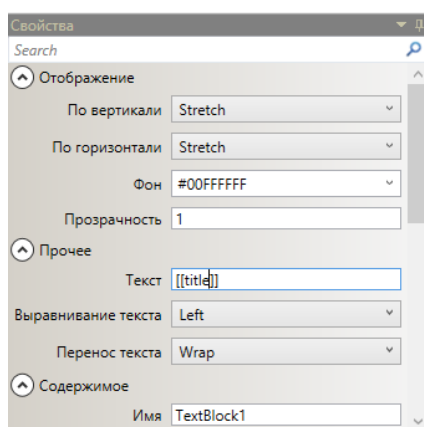 Свойства
Search
Отображение
По вертикали Stretch
По горизонтали Stretch
Фон #00FFFFFF
Прозрачность 1
Прочее
Текст [[title]]
Выравнивание текста Left
Перенос текста Wrap
Содержимое
Имя TextBlock1